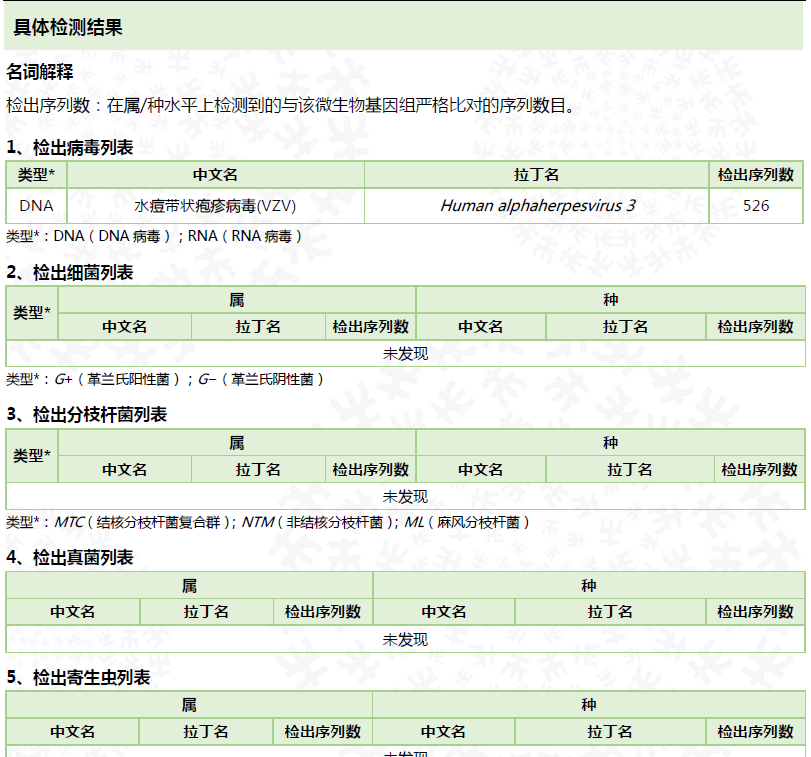 具体检测结果
名词解释
检出序列数：在属/种水平上检测到的与该微生物基因组严格比对的序列数目。
1、检出病毒列表
类型* 中文名 拉丁名 检出序列数
DNA 水痘带状疱疹病毒(VZV) Human alphaherpesvirus 3 526
类型*：DNA（DNA 病毒）；RNA（RNA 病毒）
2、检出细菌列表
类型* 属 种
中文名 拉丁名 检出序列数 中文名 拉丁名 检出序列数
未发现
类型*：G+（革兰氏阳性菌）；G−（革兰氏阴性菌）
3、检出分枝杆菌列表
类型* 属 种
中文名 拉丁名 检出序列数 中文名 拉丁名 检出序列数
未发现
类型*：MTC（结核分枝杆菌复合群）；NTM（非结核分枝杆菌）；ML（麻风分枝杆菌）
4、检出真菌列表
属 种
中文名 拉丁名 检出序列数 中文名 拉丁名 检出序列数
未发现
5、检出寄生虫列表
属 种
中文名 拉丁名 检出序列数 中文名 拉丁名 检出序列数
未发现